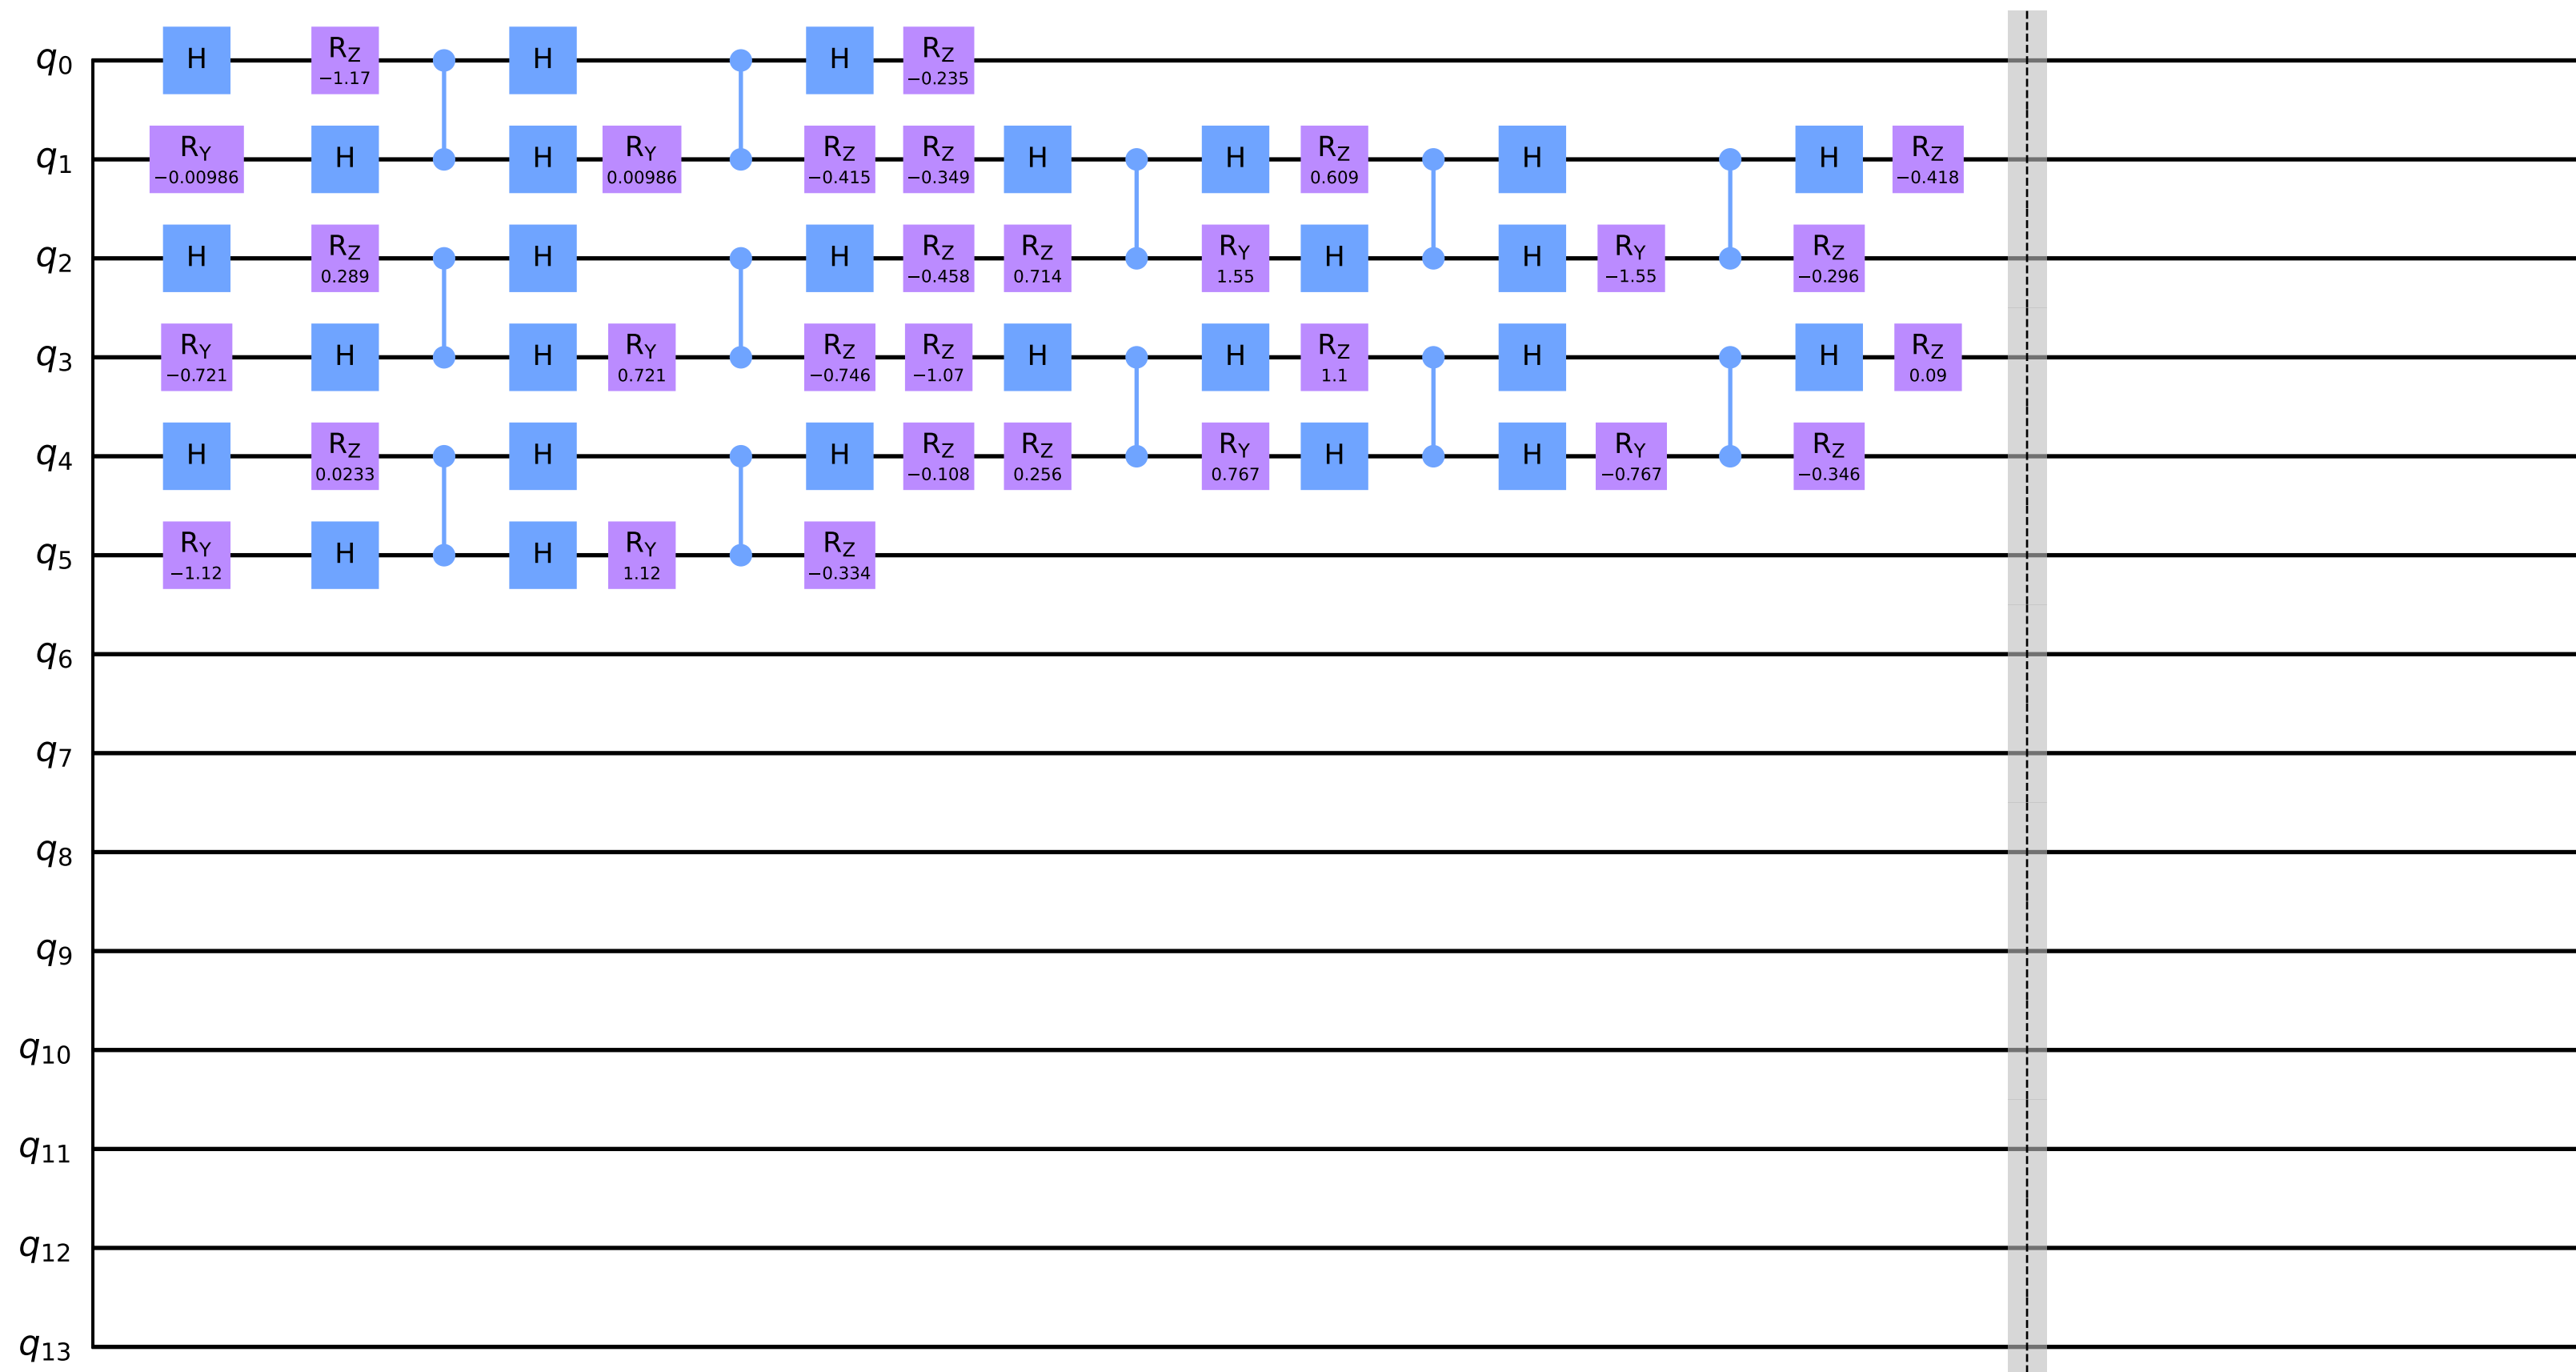 q0 H RZ −1.17 H H RZ −0.235
q1 RY −0.00986 H H RY 0.00986 RZ −0.415 RZ −0.349 H H RZ 0.609 H H RZ −0.418
q2 H RZ 0.289 H H RZ −0.458 RZ 0.714 RY 1.55 H H RY −1.55 RZ −0.296
q3 RY −0.721 H H RY 0.721 RZ −0.746 RZ −1.07 H H RZ 1.1 H H RZ 0.09
q4 H RZ 0.0233 H H RZ −0.108 RZ 0.256 RY 0.767 H H RY −0.767 RZ −0.346
q5 RY −1.12 H H RY 1.12 RZ −0.334
q6
q7
q8
q9
q10
q11
q12
q13